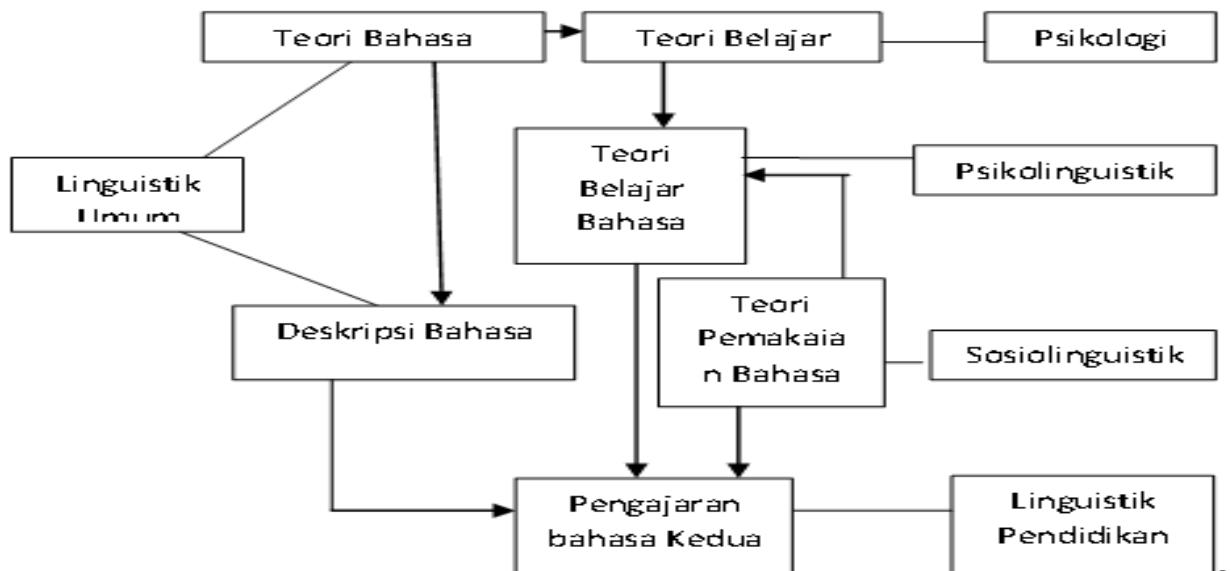 Teori Bahasa
Teori Belajar
Psikologi
Teori
Belajar
Bahasa
Psikolinguistik
Linguistik
Umum
Teori
Pemakaia
n Bahasa
Deskripsi Bahasa
Sosiolinguistik
Pengajaran
bahasa Kedua
Linguistik
Pendidikan